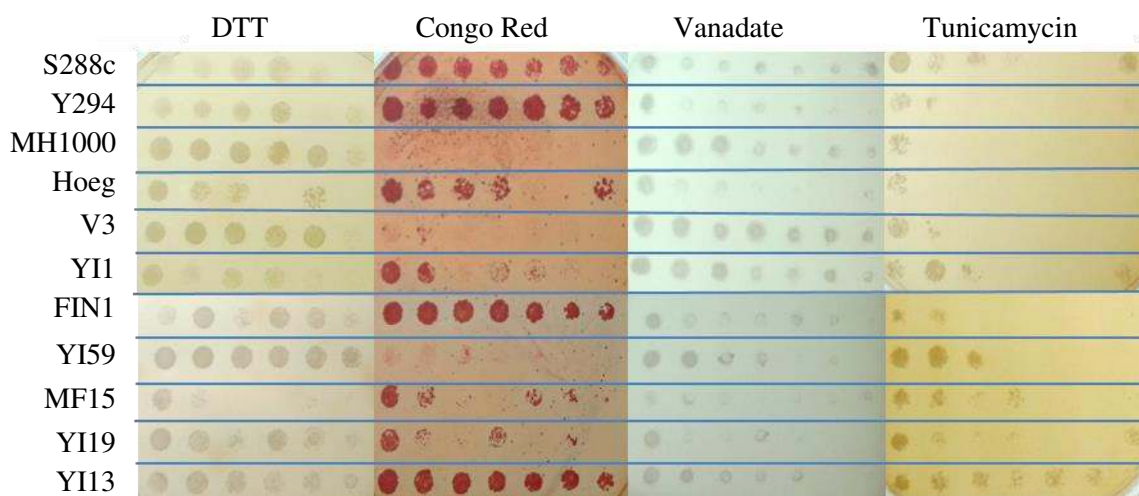 DTT Congo Red Vanadate Tunicamycin
S288c
Y294
MH1000
Hoeg
V3
YI1
FIN1
YI59
MF15
YI19
YI13